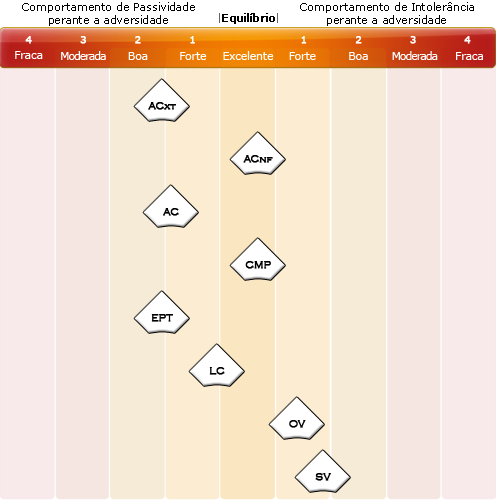 Comportamento de Passividade
perante a adversidade
|Equilíbrio|
Comportamento de Intolerância
perante a adversidade
4 3 2 1 1 2 3 4
Fraca Moderada Boa Forte Excelente Forte Boa Moderada Fraca
ACXT
ACNF
AC
CMP
EPT
LC
OV
SV